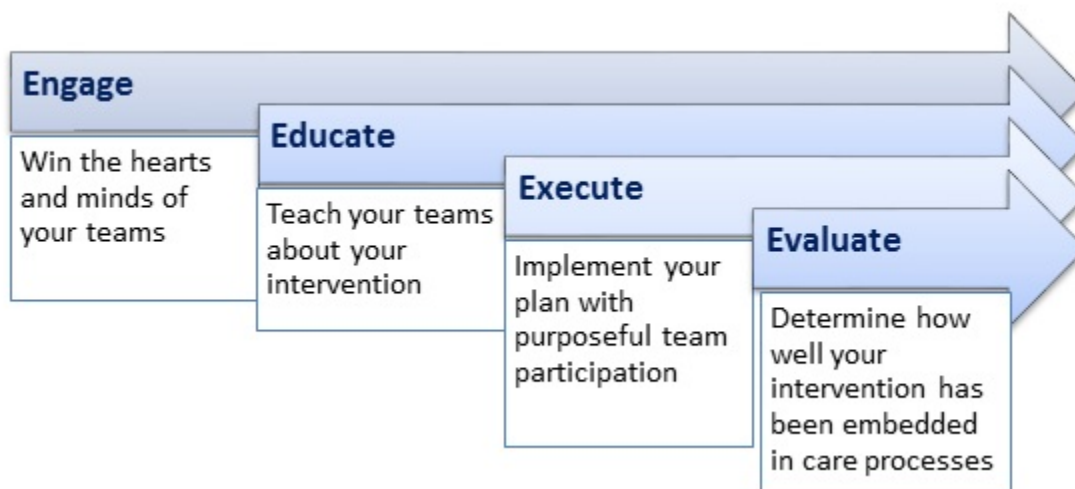 Engage
Win the hearts
and minds of
your teams
Educate
Teach your teams
about your
intervention
Execute
Implement your
plan with
purposeful team
participation
Evaluate
Determine how
well your
intervention has
been embedded
in care processes